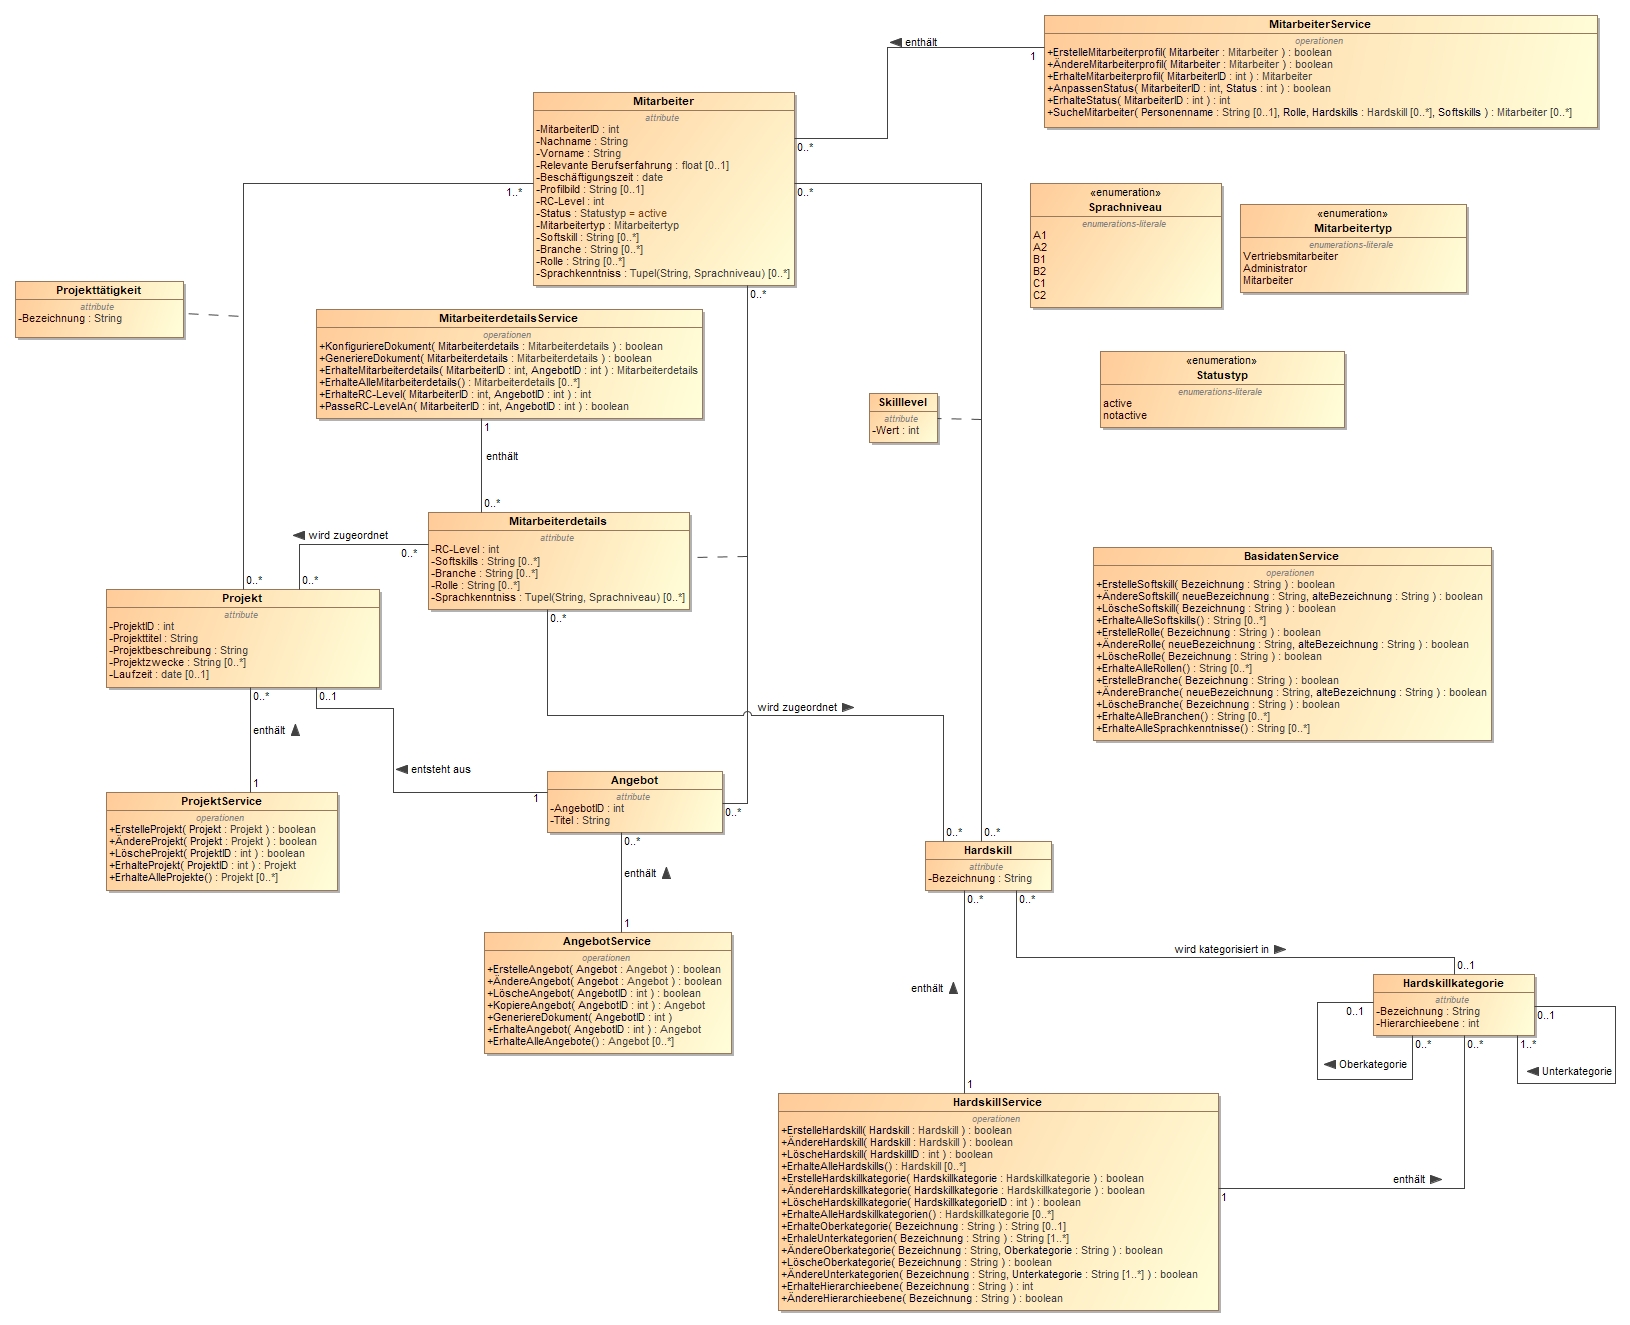 MitarbeiterService
operationen
+ErstelleMitarbeiterprofil( Mitarbeiter : Mitarbeiter ) : boolean
+ÄndereMitarbeiterprofil( Mitarbeiter : Mitarbeiter ) : boolean
+ErhalteMitarbeiterprofil( MitarbeiterID : int ) : Mitarbeiter
+AnpassenStatus( MitarbeiterID : int, Status : int ) : boolean
+ErhalteStatus( MitarbeiterID : int ) : int
+SucheMitarbeiter( Personenname : String [0..1], Rolle, Hardskills : Hardskill [0..*], Softskills ) : Mitarbeiter [0..*]
enthält
1
0..*
Mitarbeiter
attribute
-MitarbeiterID : int
-Nachname : String
-Vorname : String
-Relevante Berufserfahrung : float [0..1]
-Beschäftigungszeit : date
-Profilbild : String [0..1]
-RC-Level : int
-Status : Statustyp = active
-Mitarbeitertyp : Mitarbeitertyp
-Softskill : String [0..*]
-Branche : String [0..*]
-Rolle : String [0..*]
-Sprachkenntniss : Tupel(String, Sprachniveau) [0..*]
1..*
0..*
0..*
«enumeration»
Sprachniveau
enumerations-literale
A1
A2
B1
B2
C1
C2
«enumeration»
Mitarbeitertyp
enumerations-literale
Vertriebsmitarbeiter
Administrator
Mitarbeiter
Projekttätigkeit
attribute
-Bezeichnung : String
MitarbeiterdetailsService
operationen
+KonfiguriereDokument( Mitarbeiterdetails : Mitarbeiterdetails ) : boolean
+GeneriereDokument( Mitarbeiterdetails : Mitarbeiterdetails ) : boolean
+ErhalteMitarbeiterdetails( MitarbeiterID : int, AngebotID : int ) : Mitarbeiterdetails
+ErhalteAlleMitarbeiterdetails() : Mitarbeiterdetails [0..*]
+ErhalteRC-Level( MitarbeiterID : int, AngebotID : int ) : int
+PasseRC-LevelAn( MitarbeiterID : int, AngebotID : int ) : boolean
«enumeration»
Statustyp
enumerations-literale
active
notactive
Skilllevel
attribute
-Wert : int
1
enthält
0..*
Mitarbeiterdetails
attribute
-RC-Level : int
-Softskills : String [0..*]
-Branche : String [0..*]
-Rolle : String [0..*]
-Sprachkenntniss : Tupel(String, Sprachniveau) [0..*]
wird zugeordnet
0..*
0..*
0..*
0..*
BasidatenService
operationen
+ErstelleSoftskill( Bezeichnung : String ) : boolean
+ÄndereSoftskill( neueBezeichnung : String, alteBezeichnung : String ) : boolean
+LöscheSoftskill( Bezeichnung : String ) : boolean
+ErhalteAlleSoftskills() : String [0..*]
+ErstelleRolle( Bezeichnung : String ) : boolean
+ÄndereRolle( neueBezeichnung : String, alteBezeichnung : String ) : boolean
+LöscheRolle( Bezeichnung : String ) : boolean
+ErhalteAlleRollen() : String [0..*]
+ErstelleBranche( Bezeichnung : String ) : boolean
+ÄndereBranche( neueBezeichnung : String, alteBezeichnung : String ) : boolean
+LöscheBranche( Bezeichnung : String ) : boolean
+ErhalteAlleBranchen() : String [0..*]
+ErhalteAlleSprachkenntnisse() : String [0..*]
Projekt
attribute
-ProjektID : int
-Projekttitel : String
-Projektbeschreibung : String
-Projektzwecke : String [0..*]
-Laufzeit : date [0..1]
0..*
0..1
enthält
1
wird zugeordnet
entsteht aus
1
ProjektService
operationen
+ErstelleProjekt( Projekt : Projekt ) : boolean
+ÄndereProjekt( Projekt : Projekt ) : boolean
+LöscheProjekt( ProjektID : int ) : boolean
+ErhalteProjekt( ProjektID : int ) : Projekt
+ErhalteAlleProjekte() : Projekt [0..*]
Angebot
attribute
-AngebotID : int
-Titel : String
0..*
0..*
enthält
1
0..*
0..*
Hardskill
attribute
-Bezeichnung : String
0..*
0..*
AngebotService
operationen
+ErstelleAngebot( Angebot : Angebot ) : boolean
+ÄndereAngebot( Angebot : Angebot ) : boolean
+LöscheAngebot( AngebotID : int ) : boolean
+KopiereAngebot( AngebotID : int ) : Angebot
+GeneriereDokument( AngebotID : int )
+ErhalteAngebot( AngebotID : int ) : Angebot
+ErhalteAlleAngebote() : Angebot [0..*]
wird kategorisiert in
0..1
enthält
1
Hardskillkategorie
attribute
-Bezeichnung : String
-Hierarchieebene : int
0..1
0..1
0..*
0..*
1..*
Oberkategorie
Unterkategorie
HardskillService
operationen
+ErstelleHardskill( Hardskill : Hardskill ) : boolean
+ÄndereHardskill( Hardskill : Hardskill ) : boolean
+LöscheHardskill( HardskillID : int ) : boolean
+ErhalteAlleHardskills() : Hardskill [0..*]
+ErstelleHardskillkategorie( Hardskillkategorie : Hardskillkategorie ) : boolean
+ÄndereHardskillkategorie( Hardskillkategorie : Hardskillkategorie ) : boolean
+LöscheHardskillkategorie( HardskillkategorieID : int ) : boolean
+ErhalteAlleHardskillkategorien() : Hardskillkategorie [0..*]
+ErhalteOberkategorie( Bezeichnung : String ) : String [0..1]
+ErhaleUnterkategorien( Bezeichnung : String ) : String [1..*]
+ÄndereOberkategorie( Bezeichnung : String, Oberkategorie : String ) : boolean
+LöscheOberkategorie( Bezeichnung : String ) : boolean
+ÄndereUnterkategorien( Bezeichnung : String, Unterkategorie : String [1..*] ) : boolean
+ErhalteHierarchieebene( Bezeichnung : String ) : int
+ÄndereHierarchieebene( Bezeichnung : String ) : boolean
enthält
1